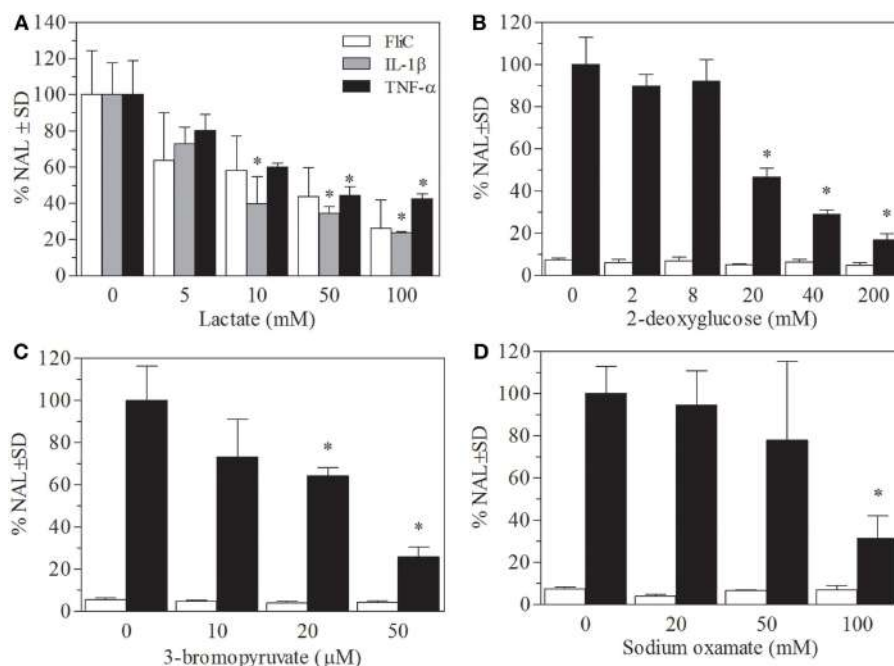 A
% NAL ± SD
140
120
100
80
60
40
20
0
FliC
IL-1β
TNF-α
* * * * *
0 5 10 50 100
Lactate (mM)
B
% NAL±SD
120
100
80
60
40
20
0
* * *
0 2 8 20 40 200
2-deoxyglucose (mM)
C
% NAL±SD
120
100
80
60
40
20
0
* *
0 10 20 50
3-bromopyruvate (μM)
D
% NAL±SD
120
100
80
60
40
20
0
*
0 20 50 100
Sodium oxamate (mM)